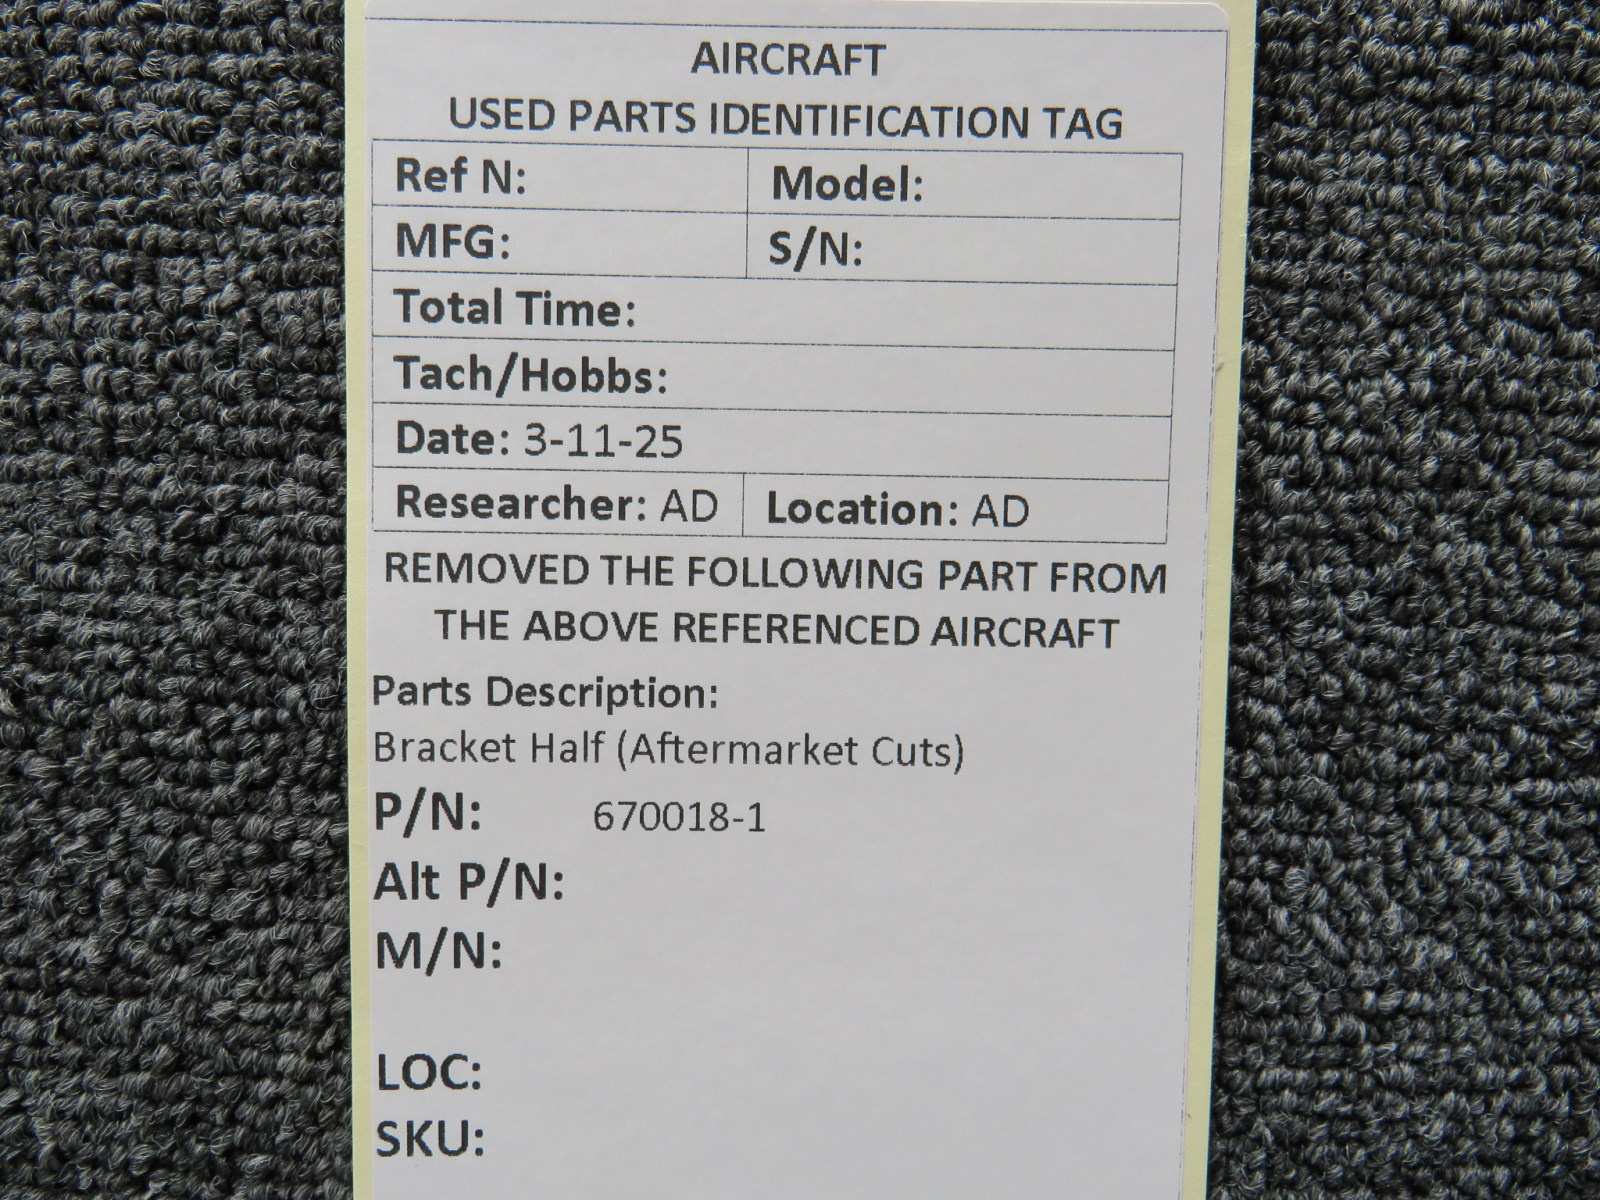 AIRCRAFT
USED PARTS IDENTIFICATION TAG
Ref N: Model:
MFG: S/N:
Total Time:
Tach/Hobbs:
Date: 3-11-25
Researcher: AD Location: AD
REMOVED THE FOLLOWING PART FROM
THE ABOVE REFERENCED AIRCRAFT
Parts Description:
Bracket Half (Aftermarket Cuts)
P/N: 670018-1
Alt P/N:
M/N:
LOC:
SKU: